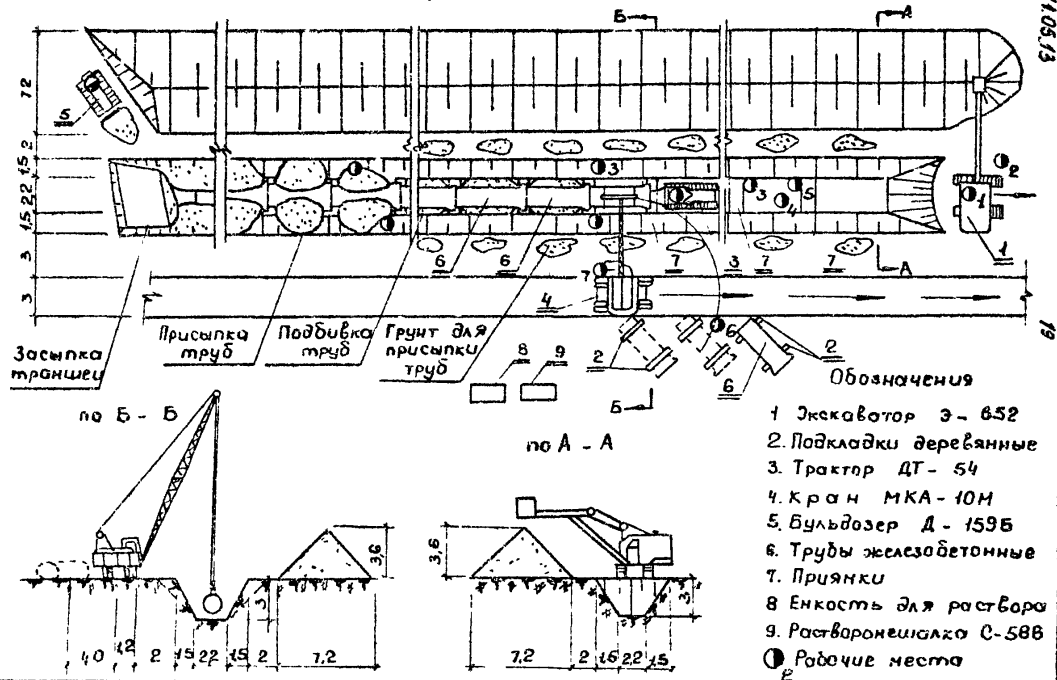 Б
А
1.05.13
7,2
2
1,5
2,2
1,5
3
3
5
3
2
1
3
5
4
1
6
6
7
7
3
7
7
А
4
19
Засыпка траншеи
Присыпка труб
Подбивка труб
Грунт для присыпки труб
8
9
2
6
2
6
Б
Обозначения
по Б - Б
по А - А
1 Экскаватор Э - 652
2. Подкладки деревянные
3. Трактор ДТ - 54
4. Кран МКА - 10М
5. Бульдозер Д - 159Б
6. Трубы железобетонные
7. Приямки
8 Емкость для раствора
9. Растворомешалка С-588
Рабочие места
3,6
3
4,0
1,2
2
1,5
2,2
1,5
2
7,2
3,6
3
7,2
2
1,5
2,2
1,5